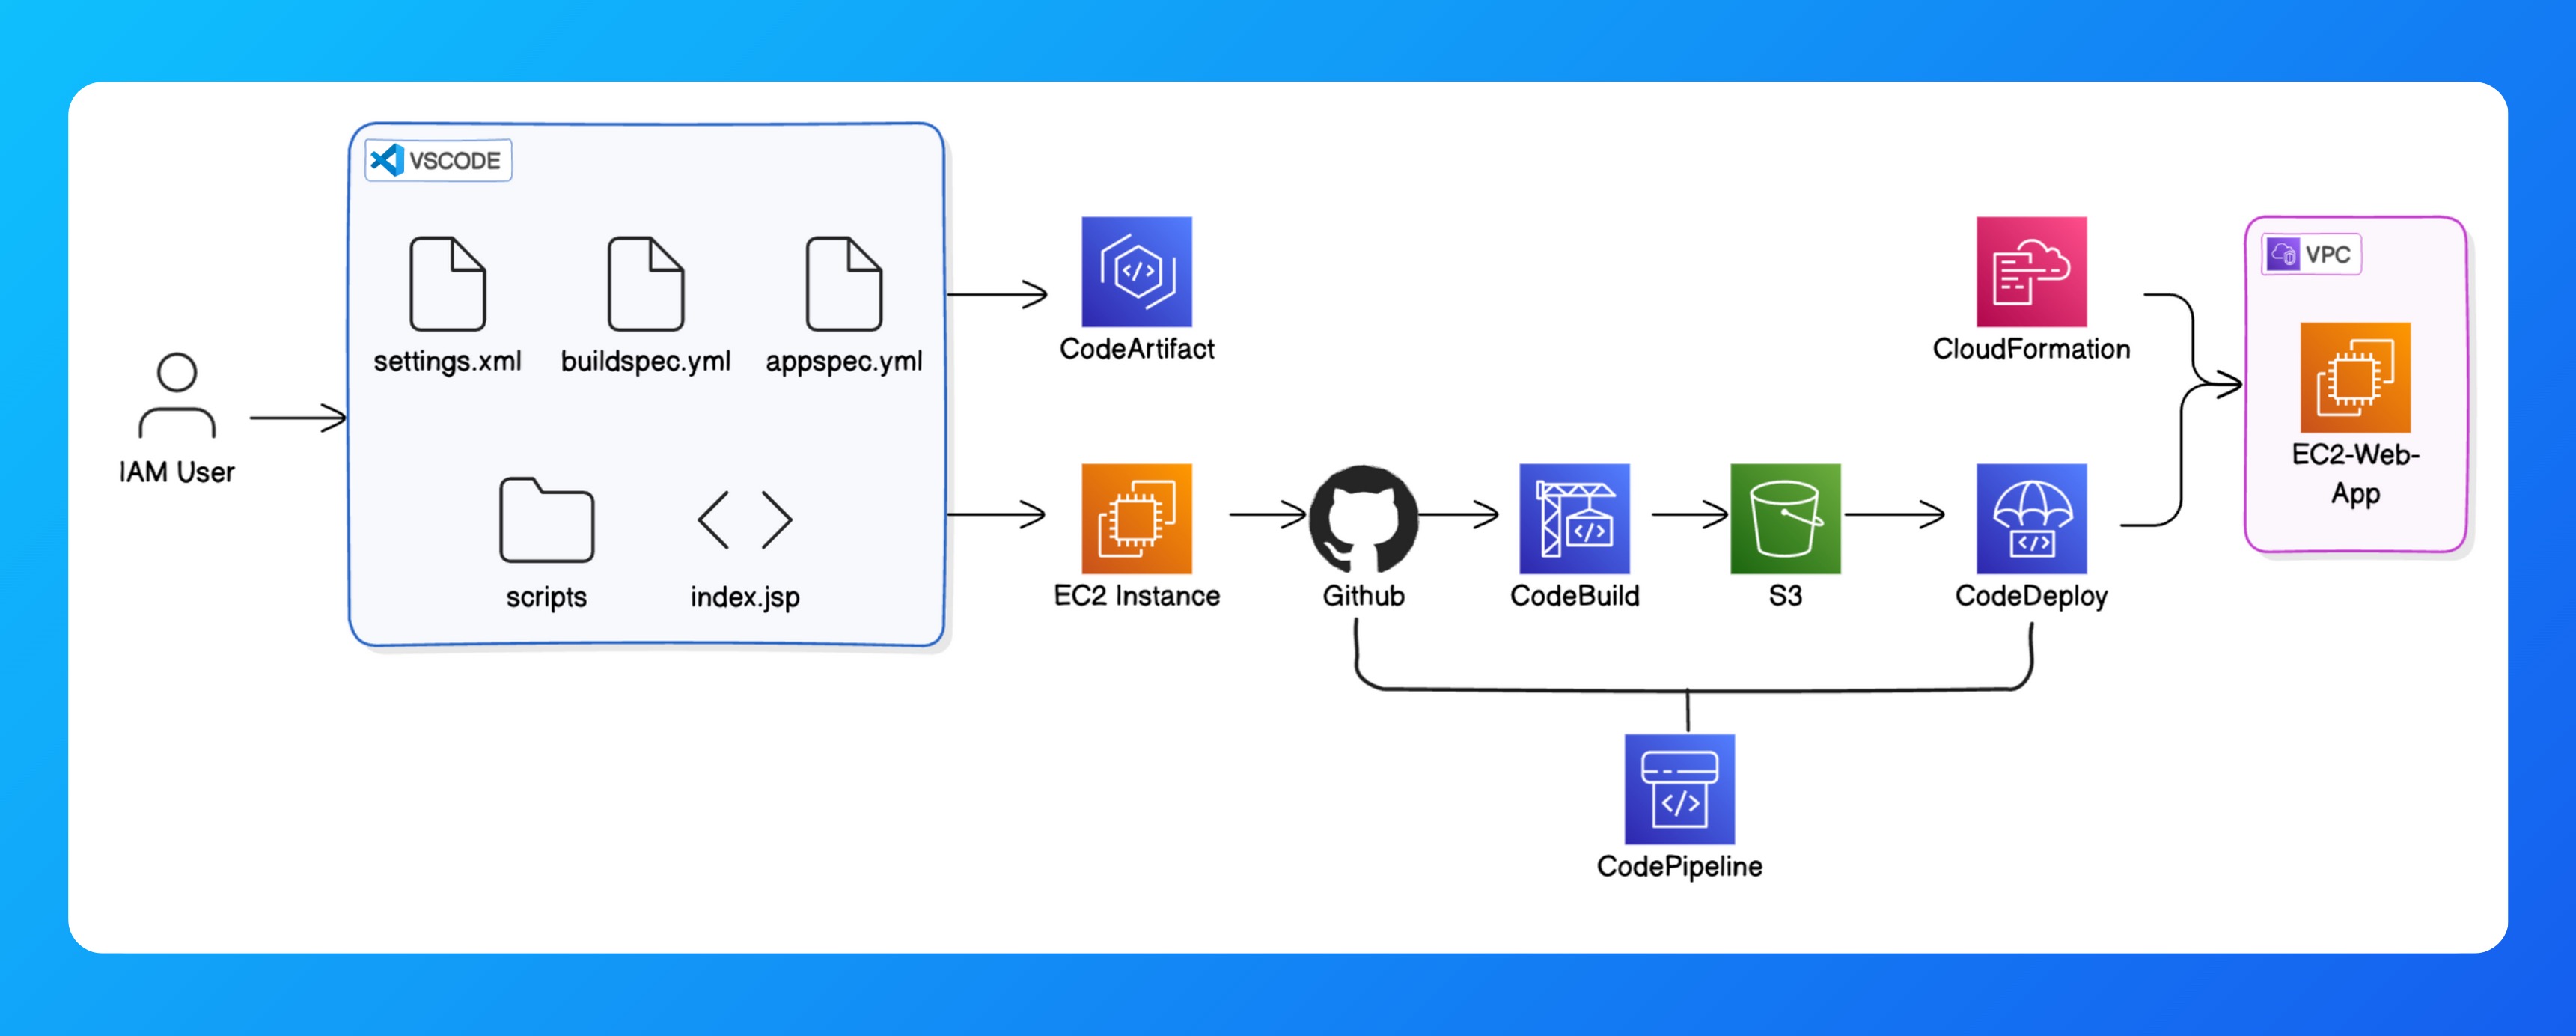 VSCODE
settings.xml
buildspec.yml
appspec.yml
scripts
index.jsp
IAM User
CodeArtifact
EC2 Instance
Github
CodeBuild
S3
CodeDeploy
CloudFormation
VPC
EC2-Web-
App
CodePipeline